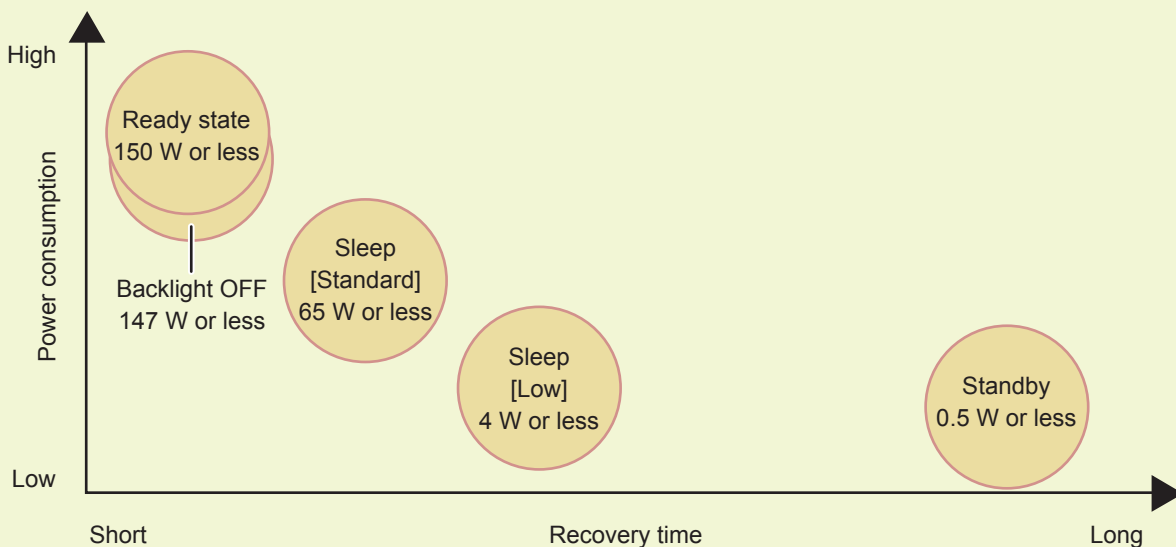 High
Ready state
150 W or less
Backlight OFF
147 W or less
Sleep
[Standard]
65 W or less
Sleep
[Low]
4 W or less
Standby
0.5 W or less
Power consumption
Low
Short
Recovery time
Long